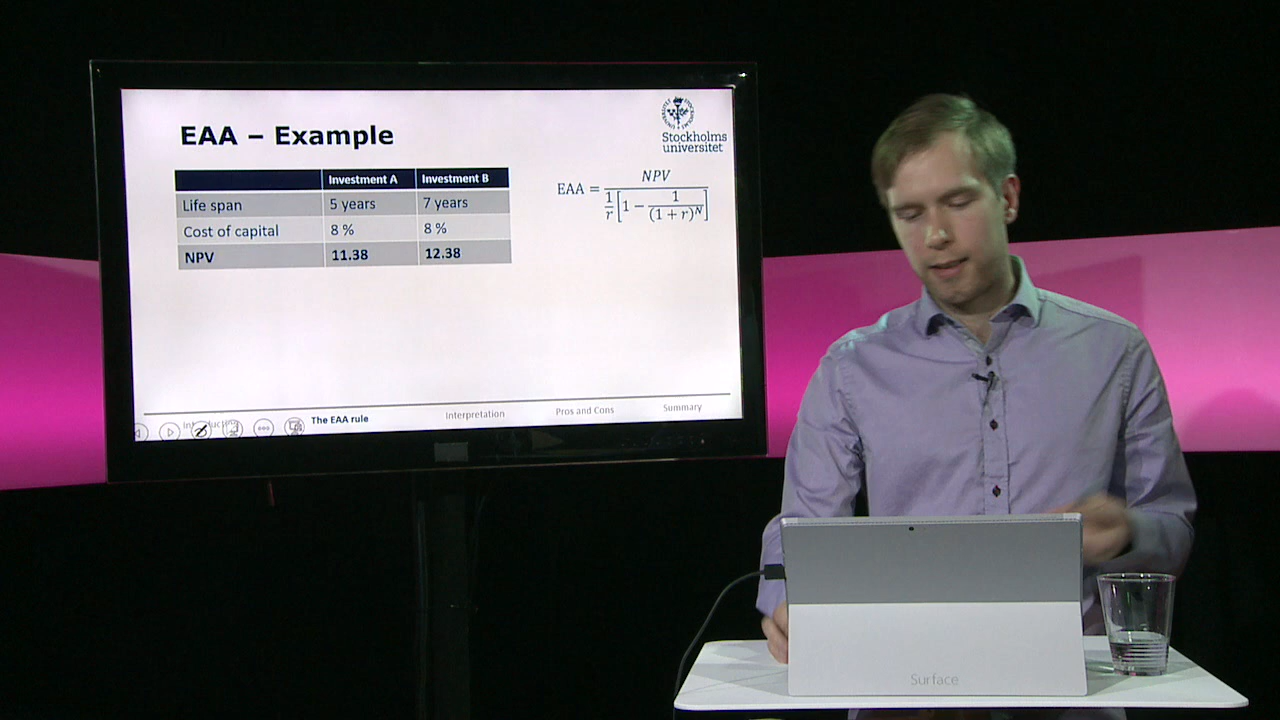 EAA – Example
Stockholms
universitet
Investment A Investment B
Life span 5 years 7 years
Cost of capital 8 % 8 %
NPV 11.38 12.38
EAA = NPV / (1/r [1 − 1/(1 + r)^N])
The EAA rule Interpretation Pros and Cons Summary
Surface